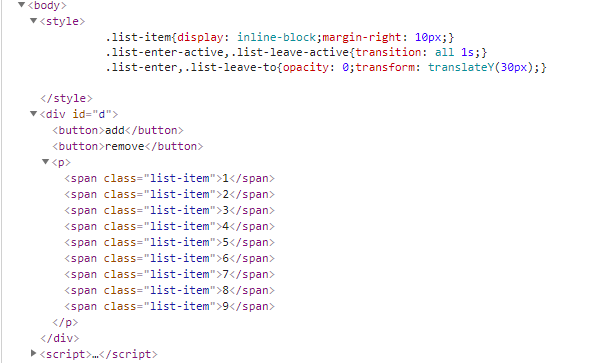 <body>
<style>
.list-item{display: inline-block;margin-right: 10px;}
.list-enter-active,.list-leave-active{transition: all 1s;}
.list-enter,.list-leave-to{opacity: 0;transform: translateY(30px);}
</style>
<div id="d">
<button>add</button>
<button>remove</button>
<p>
<span class="list-item">1</span>
<span class="list-item">2</span>
<span class="list-item">3</span>
<span class="list-item">4</span>
<span class="list-item">5</span>
<span class="list-item">6</span>
<span class="list-item">7</span>
<span class="list-item">8</span>
<span class="list-item">9</span>
</p>
</div>
<script>…</script>